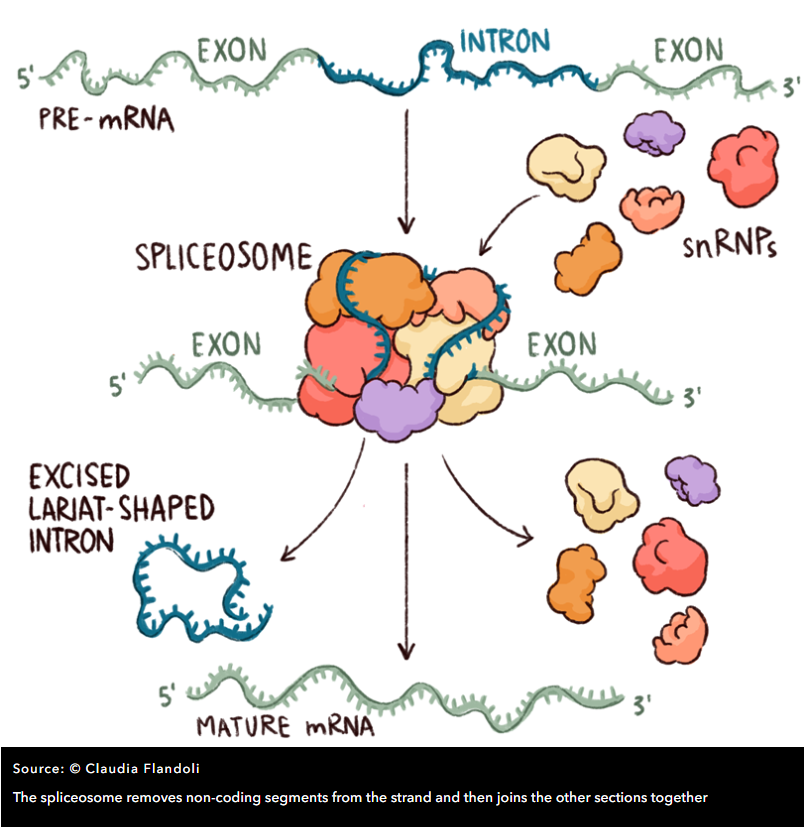 EXON
INTRON
EXON
5'
3'
PRE-mRNA
SPLICEOSOME
snRNPs
EXON
EXON
5'
3'
EXCISED
LARIAT-SHAPED
INTRON
5'
3'
MATURE mRNA
Source: © Claudia Flandoli
The spliceosome removes non-coding segments from the strand and then joins the other sections together